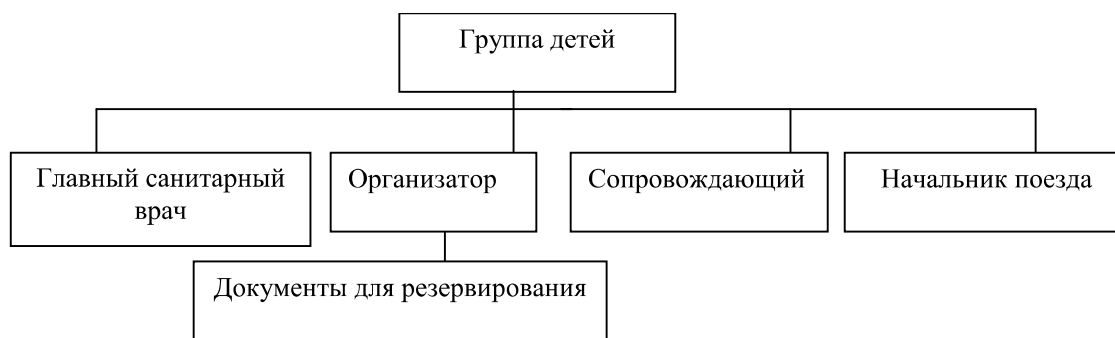 Группа детей
Главный санитарный
врач
Организатор
Сопровождающий
Начальник поезда
Документы для резервирования